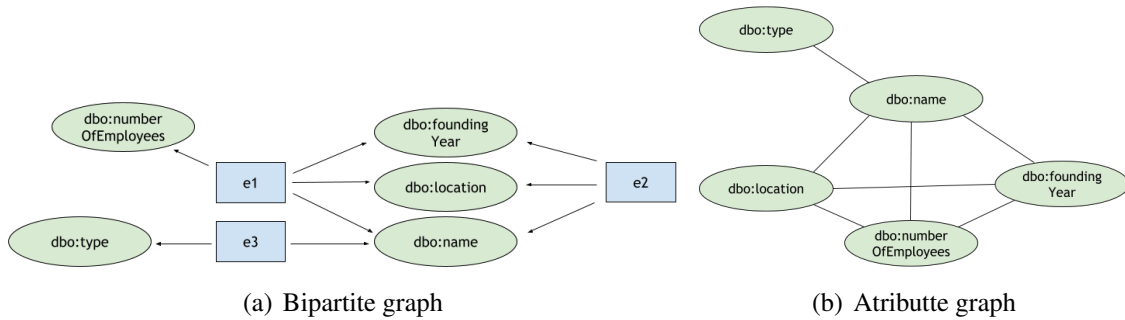 dbo:number
OfEmployees
dbo:founding
Year
e1
dbo:location
e2
dbo:type
e3
dbo:name
(a) Bipartite graph
dbo:type
dbo:name
dbo:location
dbo:founding
Year
dbo:number
OfEmployees
(b) Atributte graph